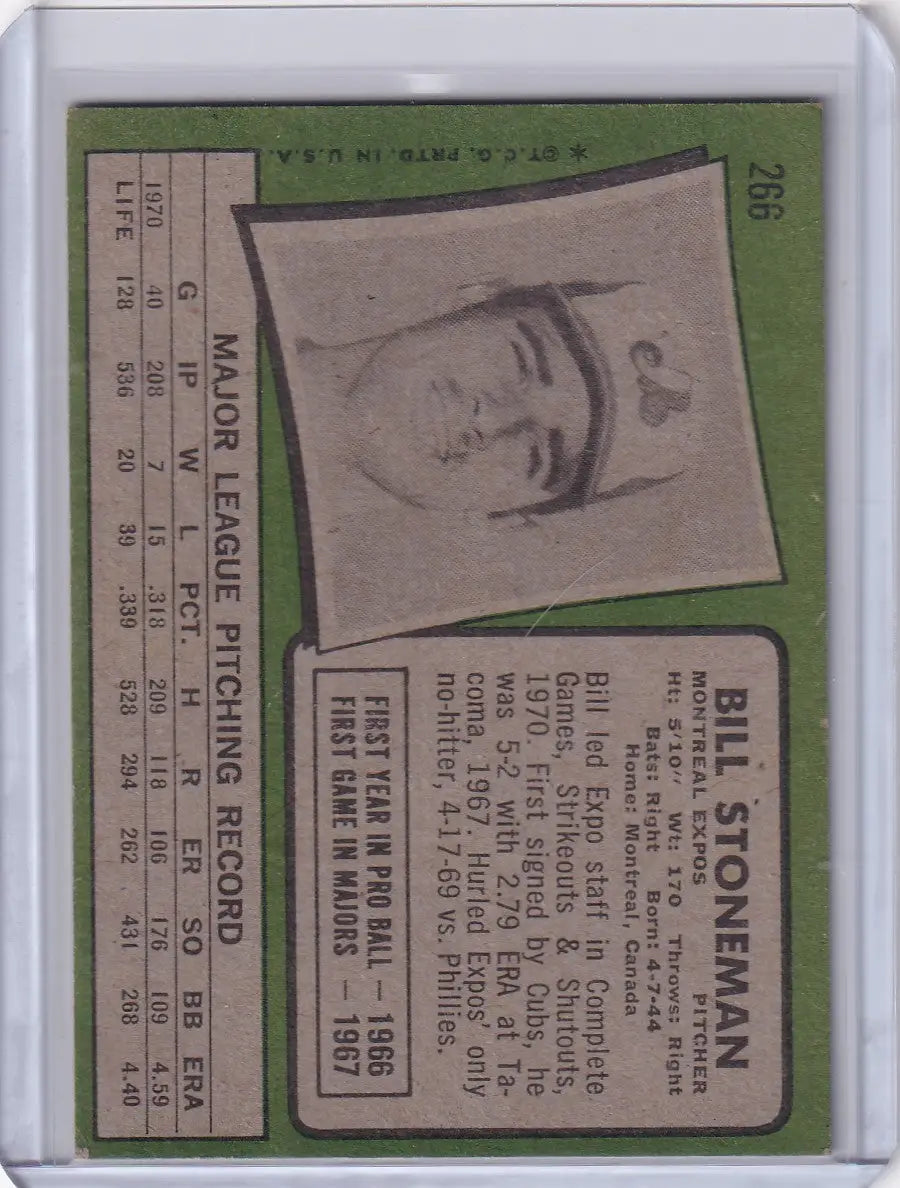 266
BILL STONEMAN
MONTREAL EXPOS PITCHER
Ht: 5/10" Wt: 170 Throws: Right
Bats: Right Born: 4-7-44
Home: Montreal, Canada
Bill led Expo staff in Complete
Games, Strikeouts & Shutouts,
1970. First signed by Cubs, he
was 5-2 with 2.79 ERA at Ta-
coma, 1967. Hurled Expos' only
no-hitter, 4-17-69 vs. Phillies.
FIRST YEAR IN PRO BALL — 1966
FIRST GAME IN MAJORS — 1967
*©T.C.G. PRTD. IN U.S.A.
eb
MAJOR LEAGUE PITCHING RECORD
G IP W L PCT. H R ER SO BB ERA
1970 40 208 7 15 .318 209 118 106 176 109 4.59
LIFE 128 536 20 39 .339 528 294 262 431 268 4.40